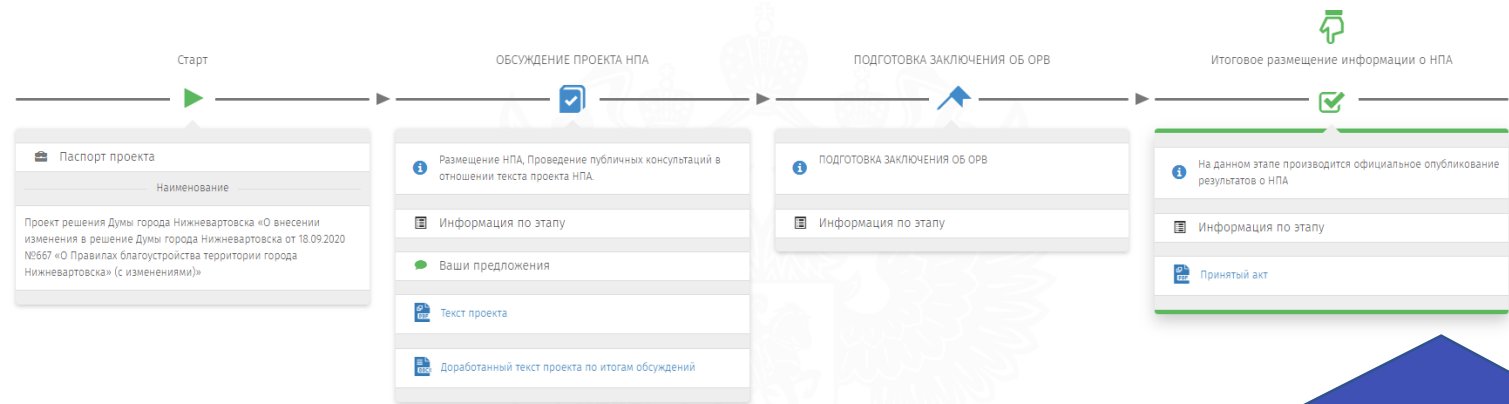 Старт
Паспорт проекта
Наименование
Проект решения Думы города Нижневартовска «О внесении
изменения в решение Думы города Нижневартовска от 18.09.2020
№667 «О Правилах благоустройства территории города
Нижневартовска» (с изменениями)»
ОБСУЖДЕНИЕ ПРОЕКТА НПА
Размещение НПА, Проведение публичных консультаций в
отношении текста проекта НПА.
Информация по этапу
Ваши предложения
Текст проекта
Доработанный текст проекта по итогам обсуждений
ПОДГОТОВКА ЗАКЛЮЧЕНИЯ ОБ ОРВ
ПОДГОТОВКА ЗАКЛЮЧЕНИЯ ОБ ОРВ
Информация по этапу
Итоговое размещение информации о НПА
На данном этапе производится официальное опубликование
результатов о НПА
Информация по этапу
Принятый акт